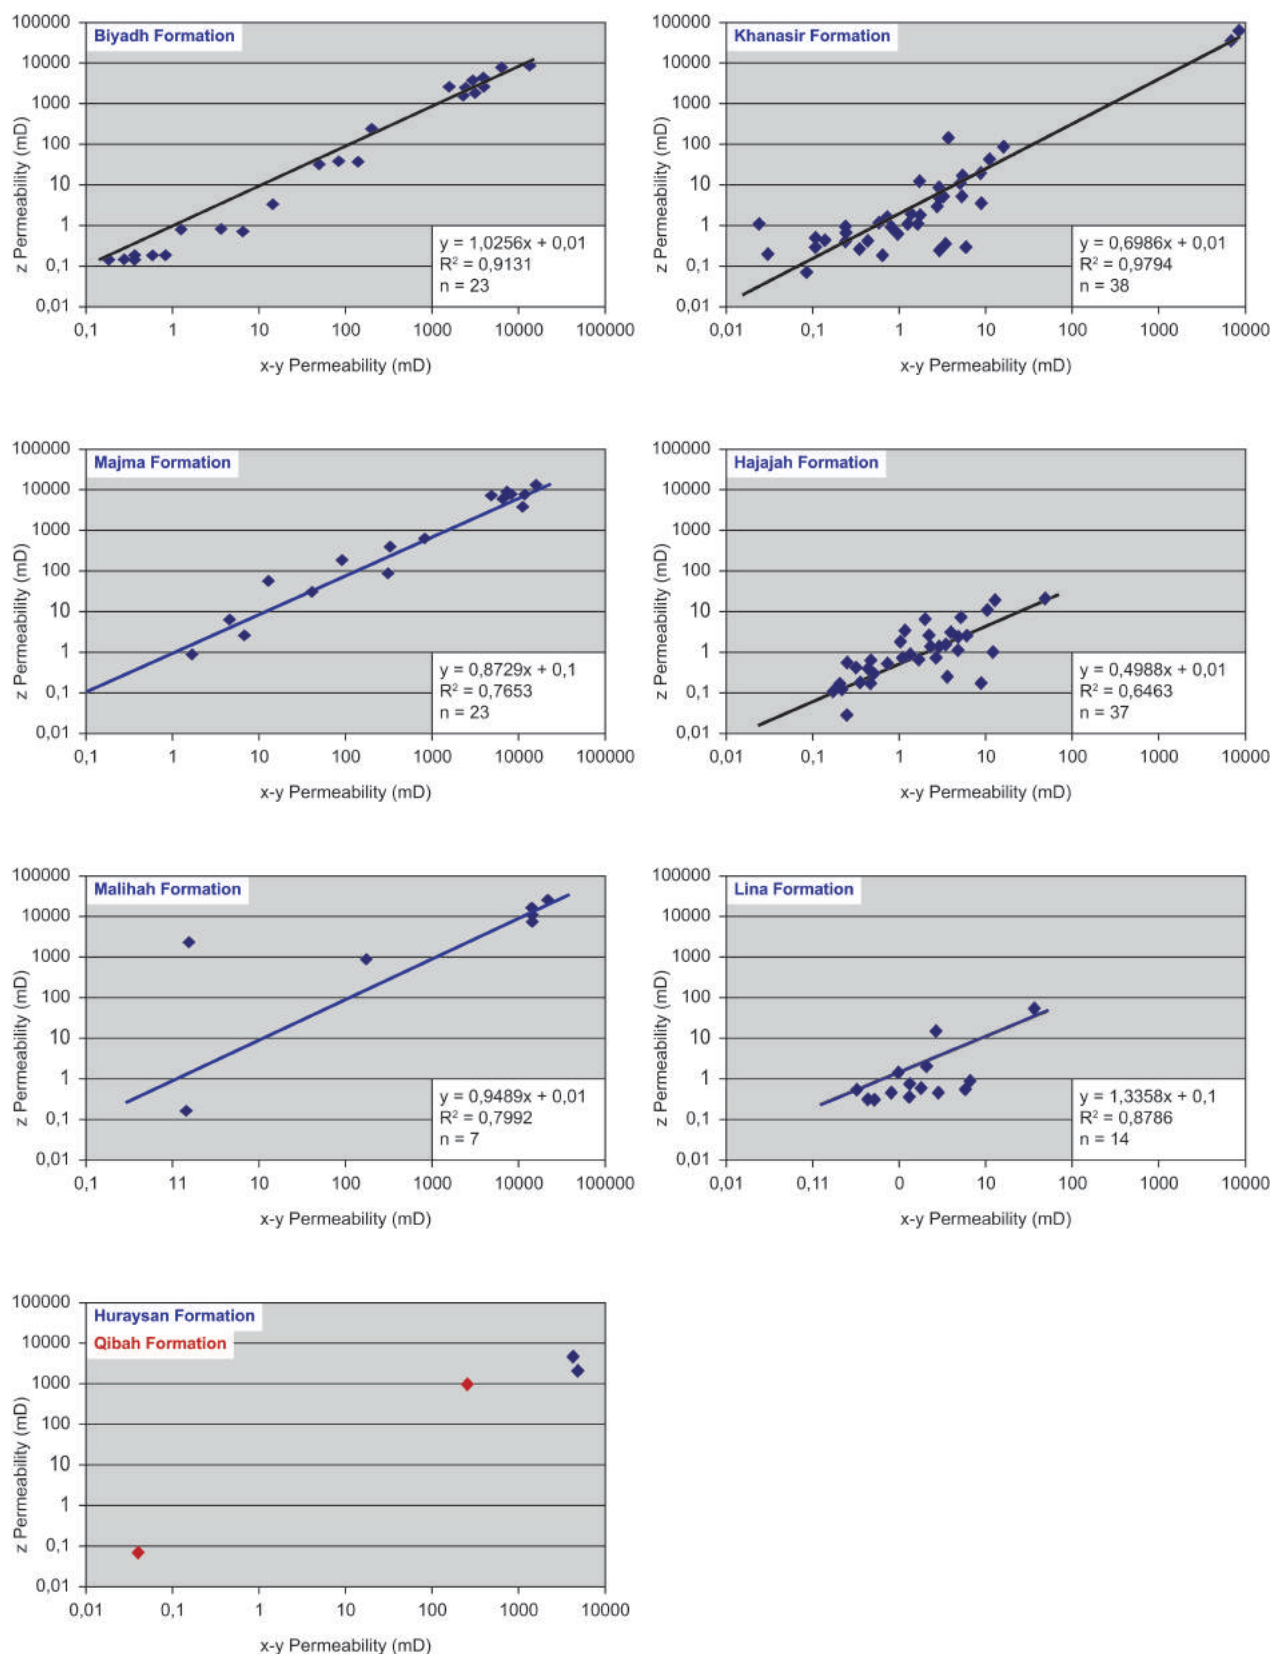 Biyadh Formation
100000
10000
1000
100
10
1
0,1
0,01
z Permeability (mD)
y = 1,0256x + 0,01
R² = 0,9131
n = 23
0,1 1 10 100 1000 10000 100000
x-y Permeability (mD)
Khanasir Formation
100000
10000
1000
100
10
1
0,1
0,01
z Permeability (mD)
y = 0,6986x + 0,01
R² = 0,9794
n = 38
0,01 0,1 1 10 100 1000 10000
x-y Permeability (mD)
Majma Formation
100000
10000
1000
100
10
1
0,1
0,01
z Permeability (mD)
y = 0,8729x + 0,1
R² = 0,7653
n = 23
0,1 1 10 100 1000 10000 100000
x-y Permeability (mD)
Hajajah Formation
100000
10000
1000
100
10
1
0,1
0,01
z Permeability (mD)
y = 0,4988x + 0,01
R² = 0,6463
n = 37
0,01 0,1 1 10 100 1000 10000
x-y Permeability (mD)
Malihah Formation
100000
10000
1000
100
10
1
0,1
0,01
z Permeability (mD)
y = 0,9489x + 0,01
R² = 0,7992
n = 7
0,1 11 10 100 1000 10000 100000
x-y Permeability (mD)
Lina Formation
100000
10000
1000
100
10
1
0,1
0,01
z Permeability (mD)
y = 1,3358x + 0,1
R² = 0,8786
n = 14
0,01 0,11 0 10 100 1000 10000
x-y Permeability (mD)
Huraysan Formation
Qibah Formation
100000
10000
1000
100
10
1
0,1
0,01
z Permeability (mD)
0,01 0,1 1 10 100 1000 10000
x-y Permeability (mD)